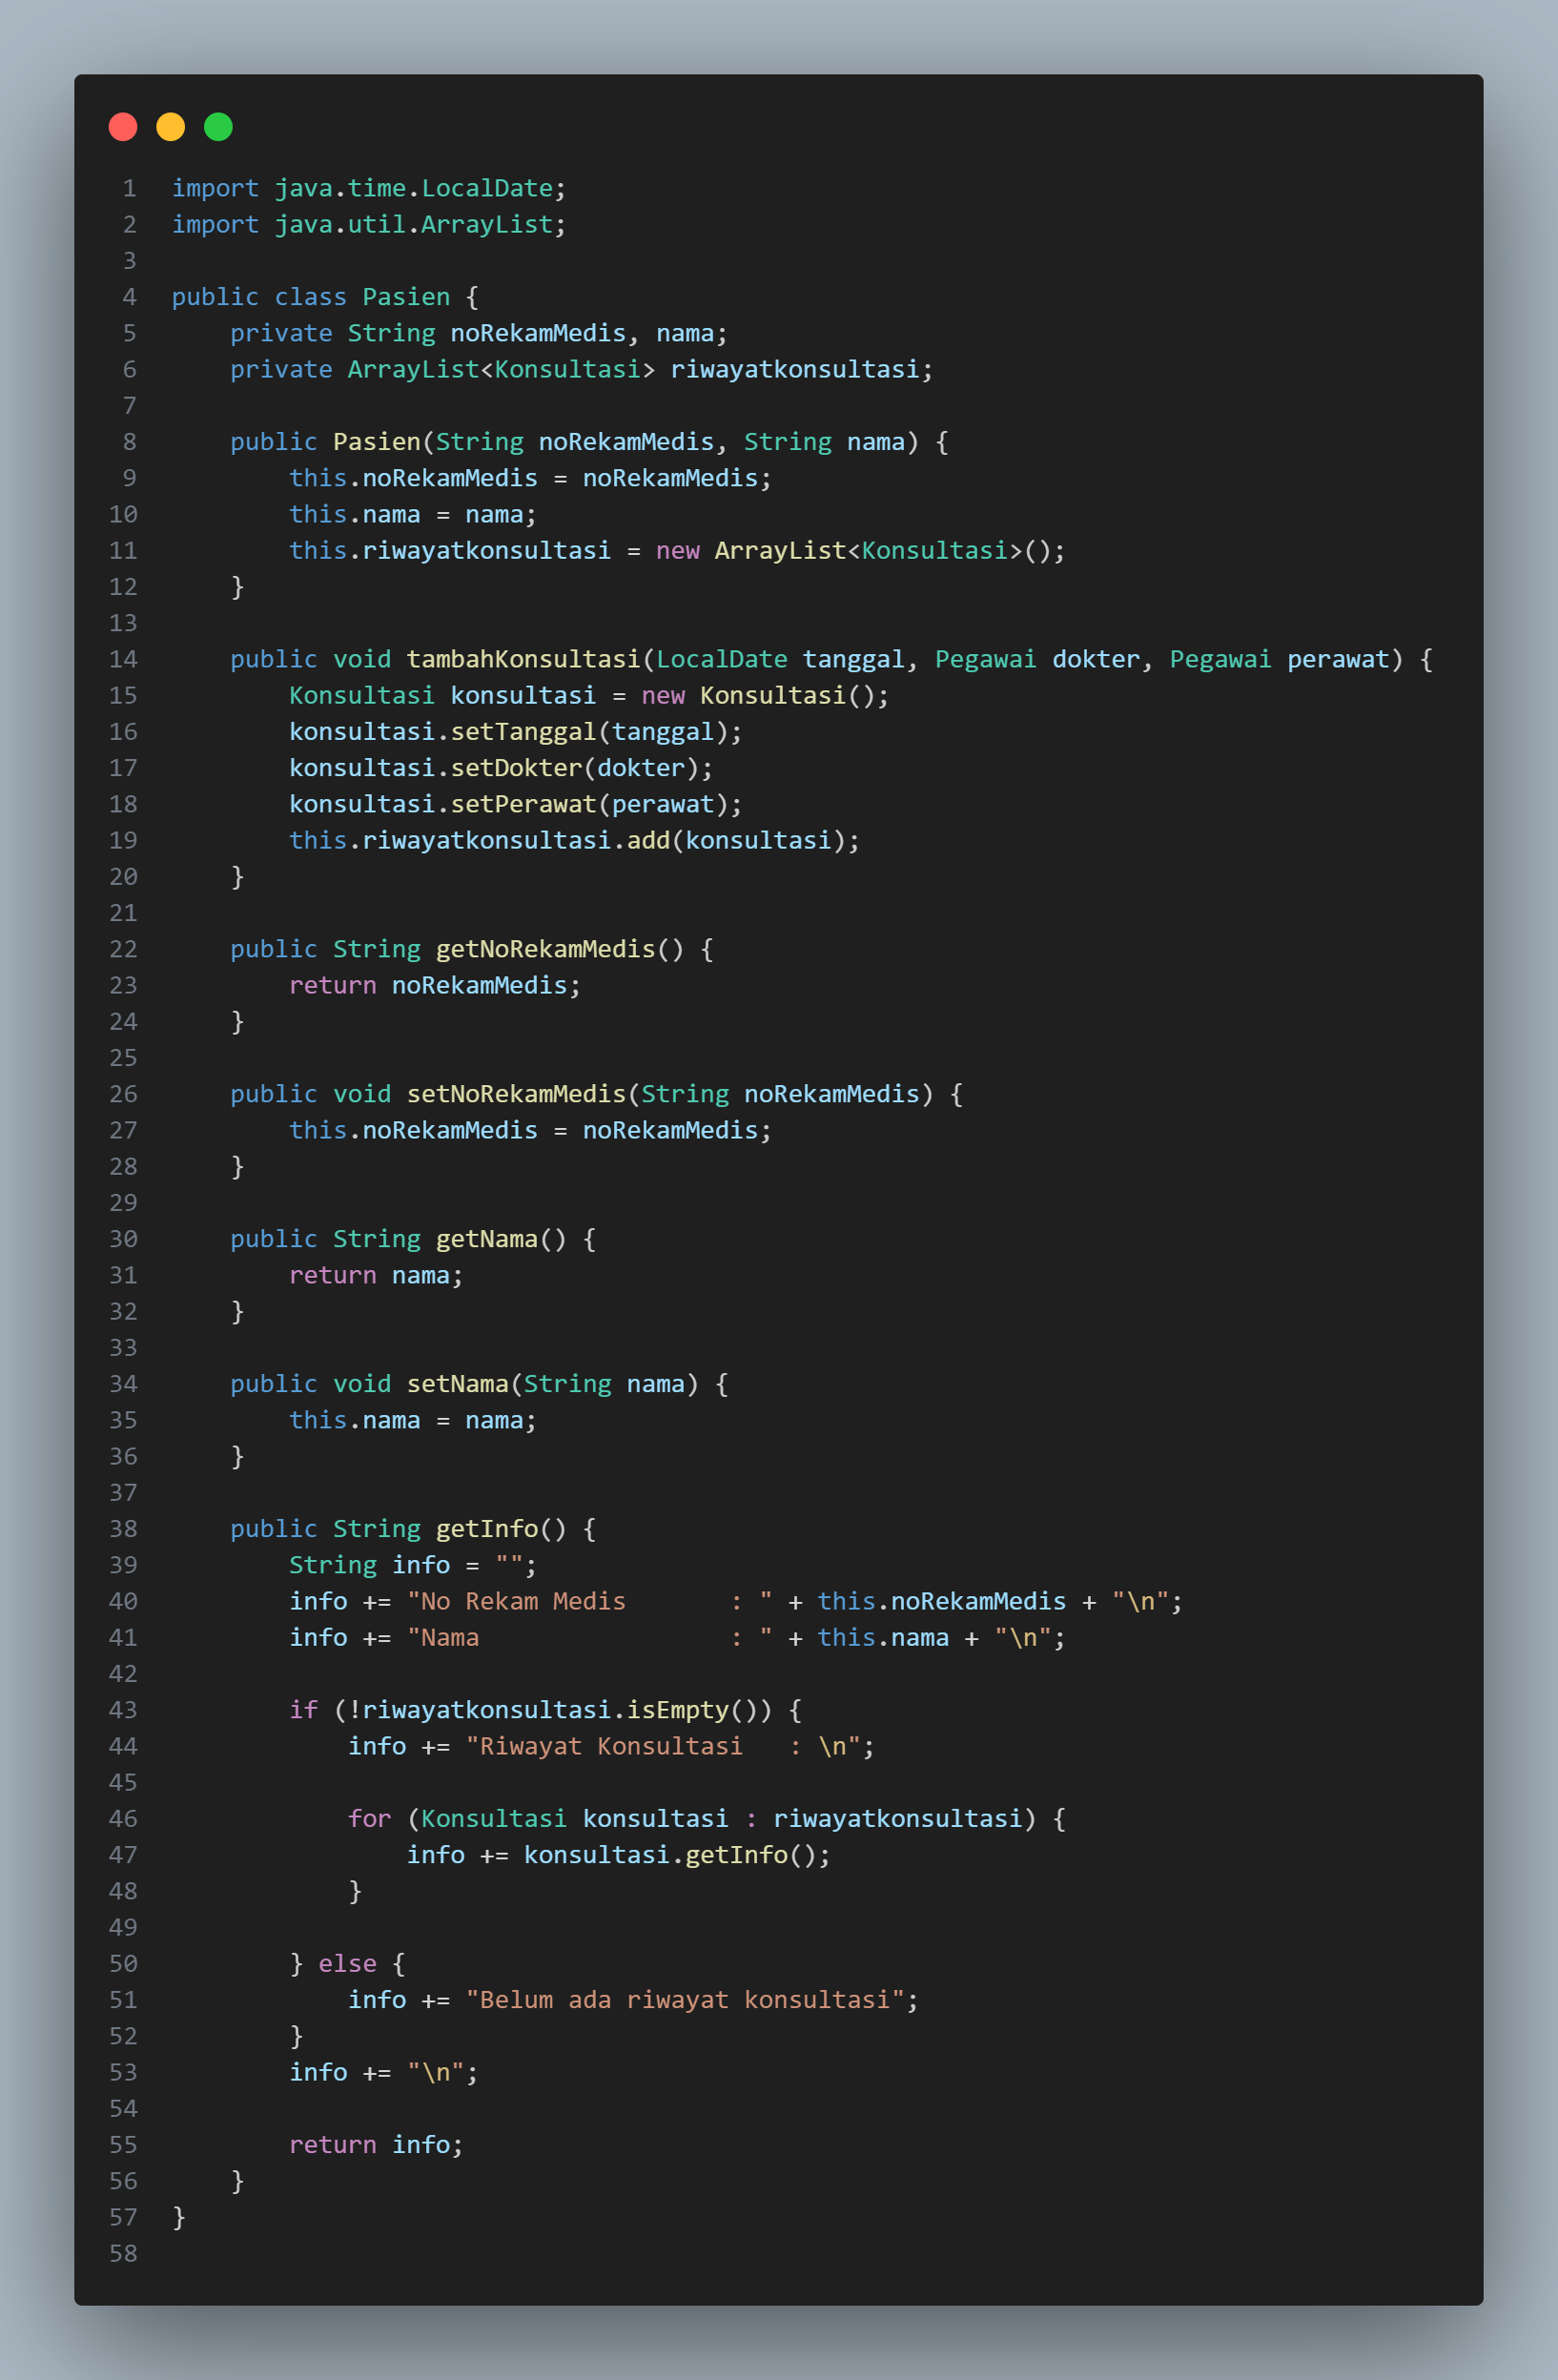 1 import java.time.LocalDate;
2 import java.util.ArrayList;
3
4 public class Pasien {
5     private String noRekamMedis, nama;
6     private ArrayList<Konsultasi> riwayatkonsultasi;
7
8     public Pasien(String noRekamMedis, String nama) {
9         this.noRekamMedis = noRekamMedis;
10         this.nama = nama;
11         this.riwayatkonsultasi = new ArrayList<Konsultasi>();
12     }
13
14     public void tambahKonsultasi(LocalDate tanggal, Pegawai dokter, Pegawai perawat) {
15         Konsultasi konsultasi = new Konsultasi();
16         konsultasi.setTanggal(tanggal);
17         konsultasi.setDokter(dokter);
18         konsultasi.setPerawat(perawat);
19         this.riwayatkonsultasi.add(konsultasi);
20     }
21
22     public String getNoRekamMedis() {
23         return noRekamMedis;
24     }
25
26     public void setNoRekamMedis(String noRekamMedis) {
27         this.noRekamMedis = noRekamMedis;
28     }
29
30     public String getNama() {
31         return nama;
32     }
33
34     public void setNama(String nama) {
35         this.nama = nama;
36     }
37
38     public String getInfo() {
39         String info = "";
40         info += "No Rekam Medis       : " + this.noRekamMedis + "\n";
41         info += "Nama                 : " + this.nama + "\n";
42
43         if (!riwayatkonsultasi.isEmpty()) {
44             info += "Riwayat Konsultasi   : \n";
45
46             for (Konsultasi konsultasi : riwayatkonsultasi) {
47                 info += konsultasi.getInfo();
48             }
49
50         } else {
51             info += "Belum ada riwayat konsultasi";
52         }
53         info += "\n";
54
55         return info;
56     }
57 }
58